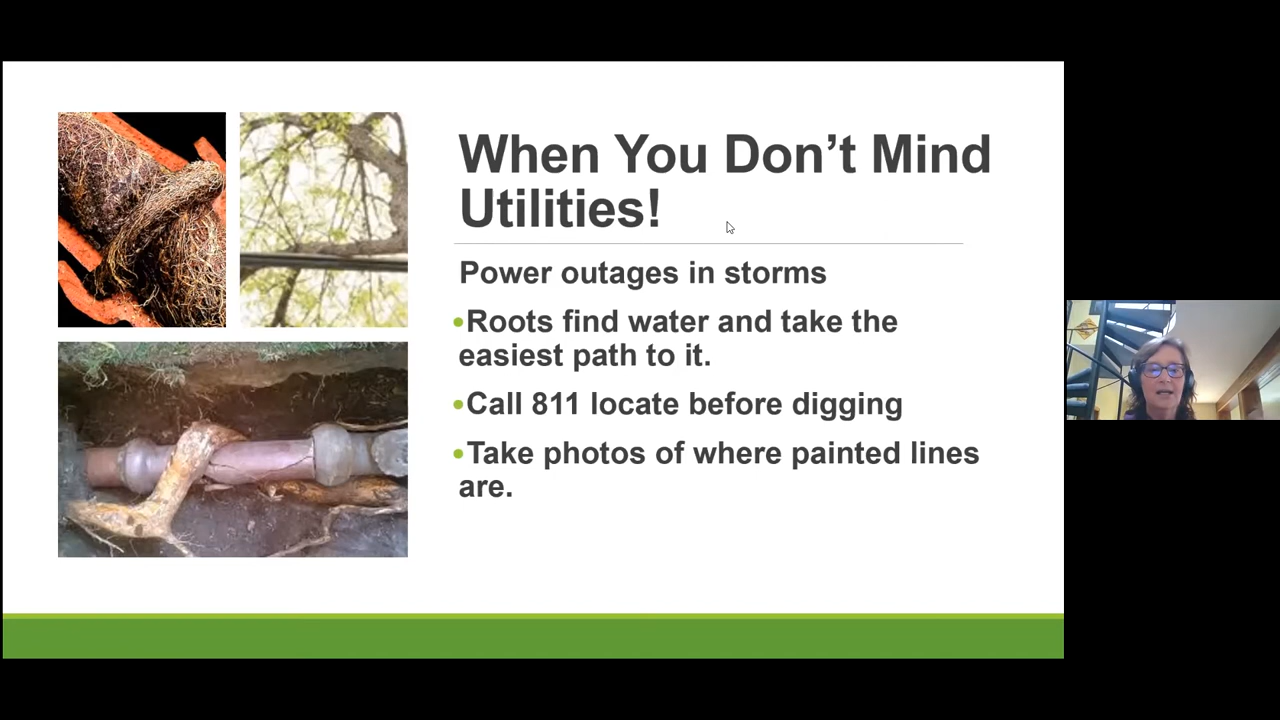 When You Don’t Mind
Utilities!
Power outages in storms
•Roots find water and take the
easiest path to it.
•Call 811 locate before digging
•Take photos of where painted lines
are.